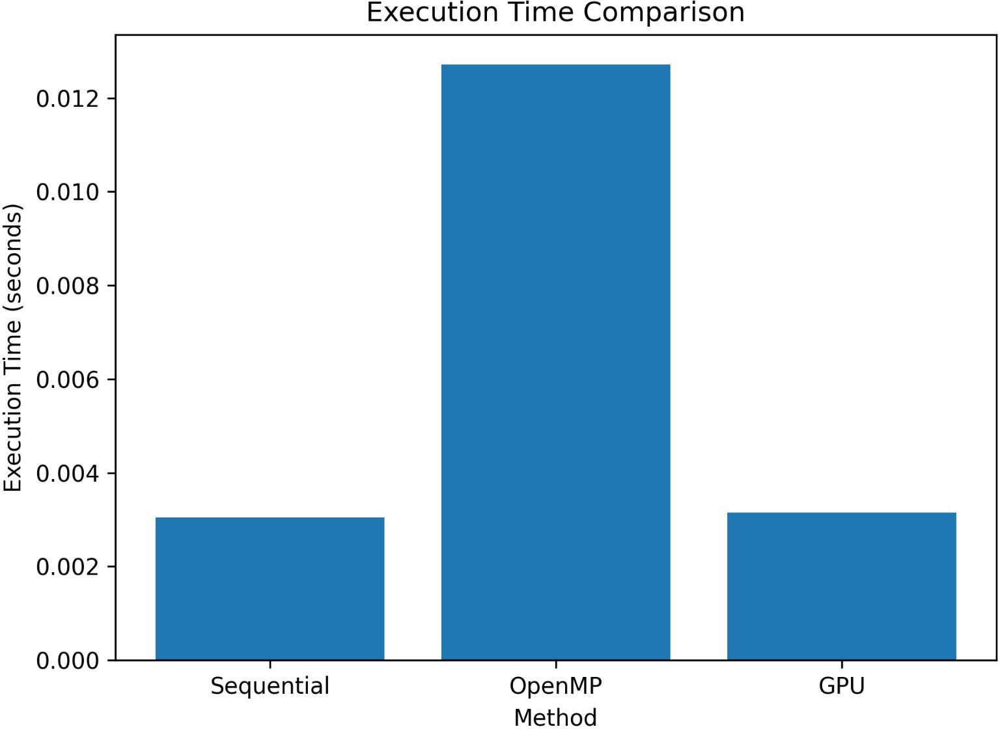 Execution Time Comparison
Execution Time (seconds)
0.012
0.010
0.008
0.006
0.004
0.002
0.000
Sequential OpenMP GPU
Method